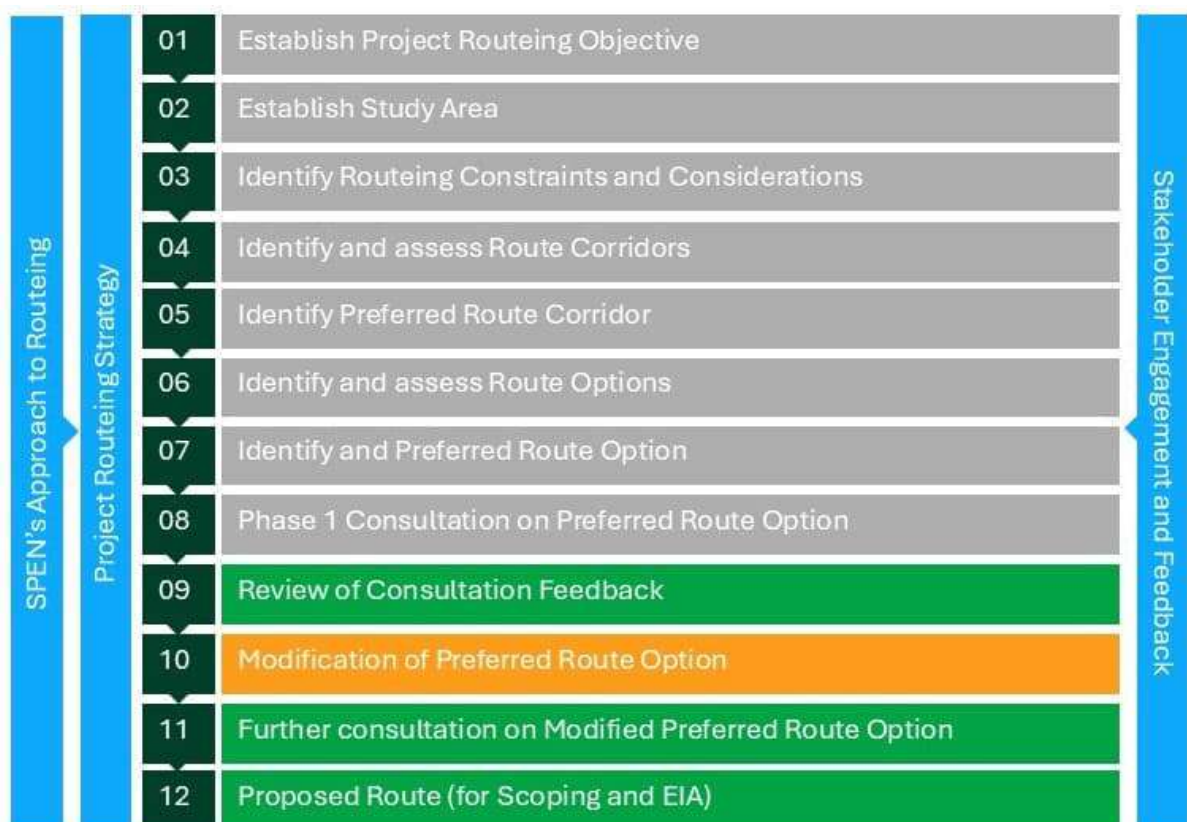 SPEN's Approach to Routeing
Project Routeing Strategy
01 Establish Project Routeing Objective
02 Establish Study Area
03 Identify Routeing Constraints and Considerations
04 Identify and assess Route Corridors
05 Identify Preferred Route Corridor
06 Identify and assess Route Options
07 Identify and Preferred Route Option
08 Phase 1 Consultation on Preferred Route Option
09 Review of Consultation Feedback
10 Modification of Preferred Route Option
11 Further consultation on Modified Preferred Route Option
12 Proposed Route (for Scoping and EIA)
Stakeholder Engagement and Feedback